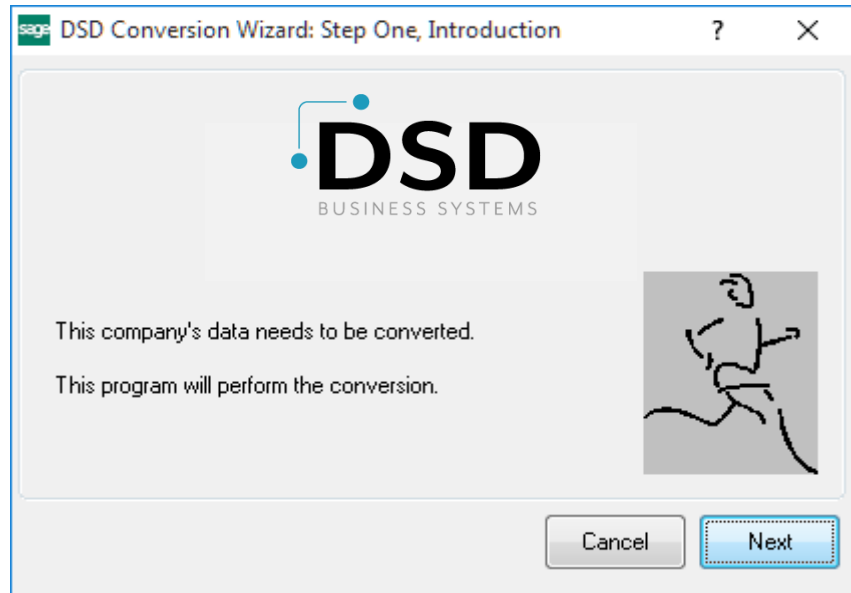 sage DSD Conversion Wizard: Step One, Introduction ? ×
DSD
BUSINESS SYSTEMS
This company's data needs to be converted.
This program will perform the conversion.
Cancel Next